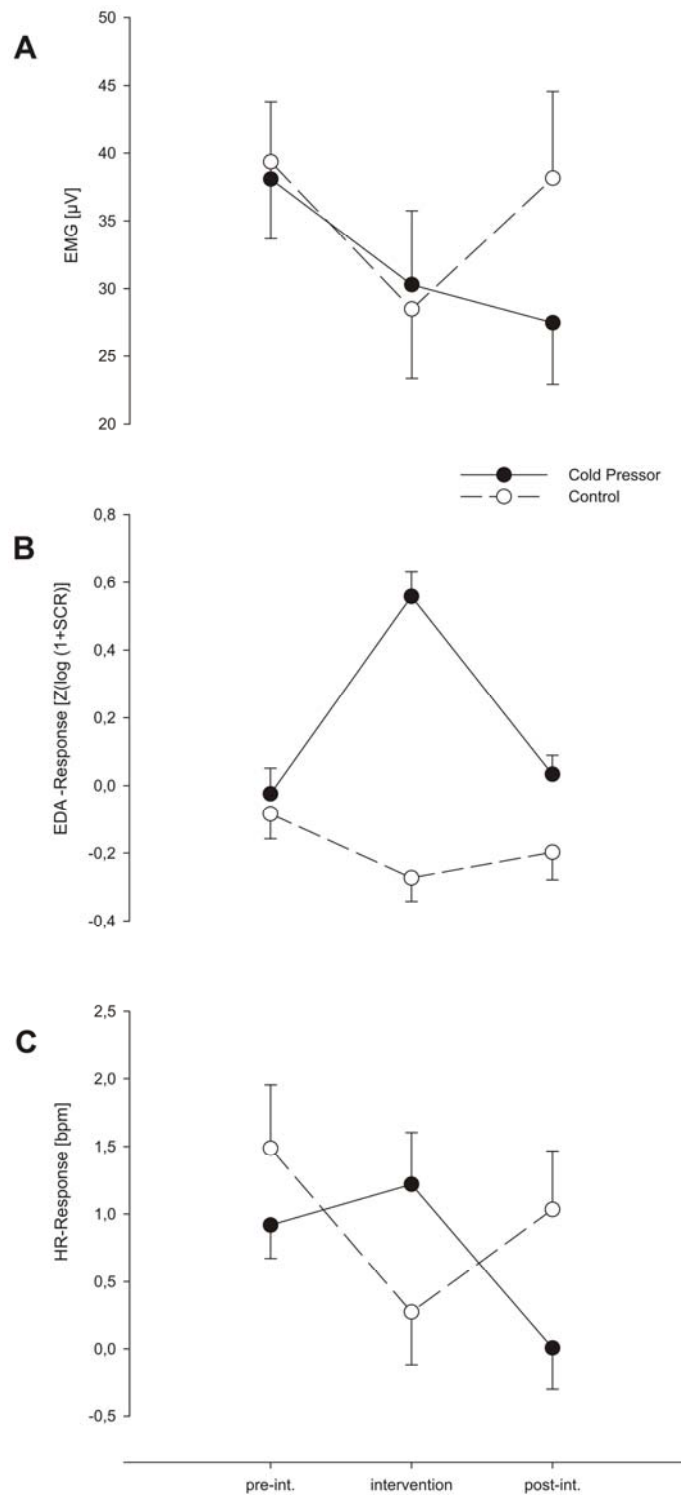 A
50
45
40
35
30
25
20
EMG [µV]
Cold Pressor
Control
B
0,8
0,6
0,4
0,2
0,0
-0,2
-0,4
EDA -Response [Z(log (1+SCR)]
C
2,5
2,0
1,5
1,0
0,5
0,0
-0,5
HR-Response [bpm]
pre-int. intervention post-int.